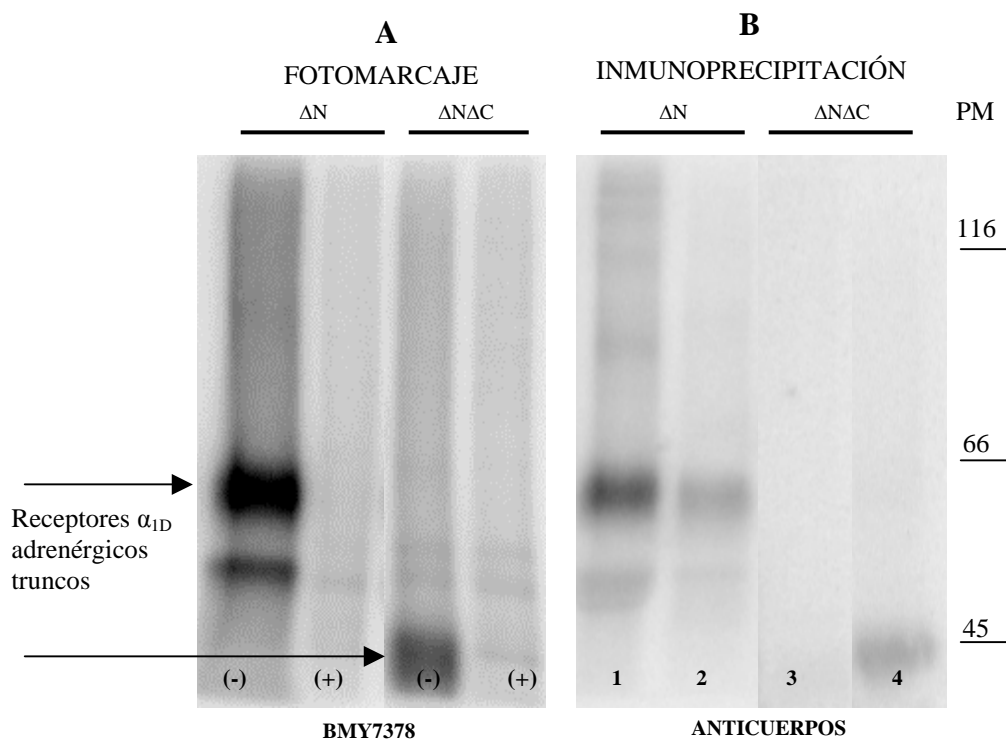 A
FOTOMARCAJE
ΔN ΔNΔC
B
INMUNOPRECIPITACIÓN
ΔN ΔNΔC
PM
116
66
45
Receptores α1D
adrenérgicos
truncos
(-) (+) (-) (+)
BMY7378
1 2 3 4
ANTICUERPOS